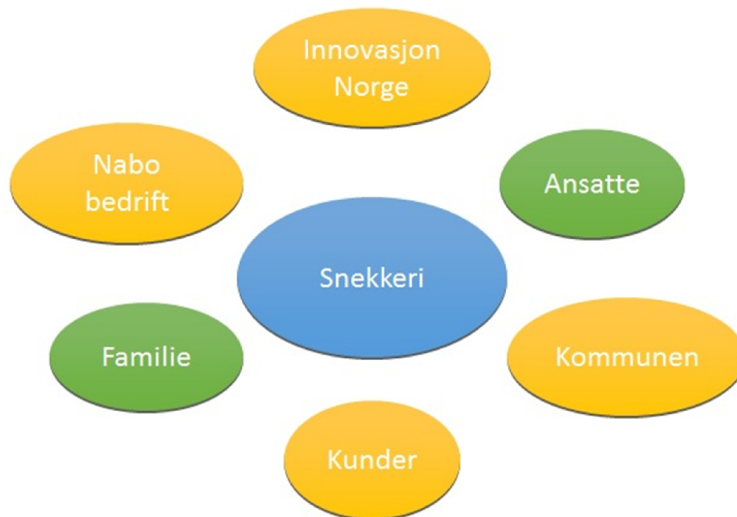 Innovasjon
Norge
Nabo
bedrift
Ansatte
Snekkeri
Familie
Kommunen
Kunder